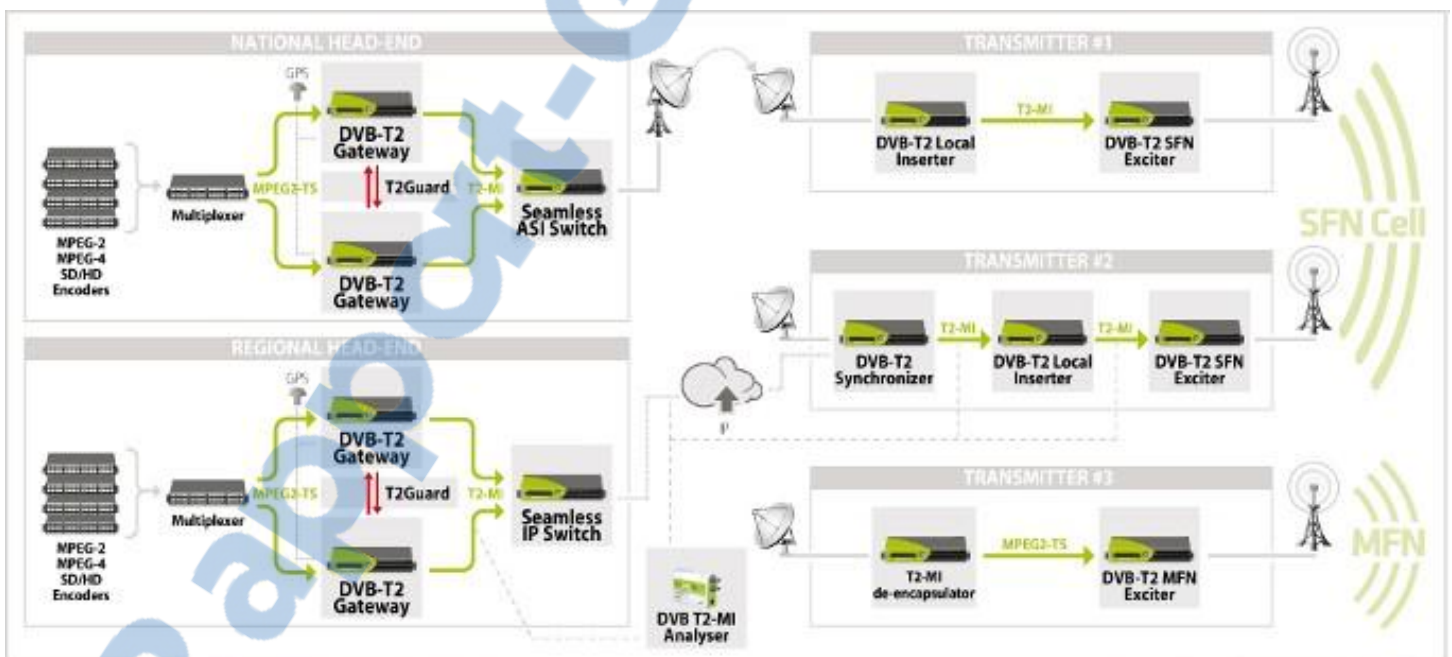 NATIONAL HEAD-END
GPS
DVB-T2
Gateway
MPEG2-TS
T2Guard
T2-MI
Multiplexer
Seamless
ASI Switch
MPEG-2
MPEG-4
SD/HD
Encoders
DVB-T2
Gateway
TRANSMITTER #1
DVB-T2 Local
Inserter
T2-MI
DVB-T2 SFN
Exciter
SFN Cell
TRANSMITTER #2
DVB-T2
Synchronizer
T2-MI
DVB-T2 Local
Inserter
T2-MI
DVB-T2 SFN
Exciter
REGIONAL HEAD-END
GPS
DVB-T2
Gateway
MPEG2-TS
T2Guard
T2-MI
Multiplexer
Seamless
IP Switch
MPEG-2
MPEG-4
SD/HD
Encoders
DVB-T2
Gateway
IP
DVB T2-MI
Analyser
TRANSMITTER #3
T2-MI
de-encapsulator
MPEG2-TS
DVB-T2 MFN
Exciter
MFN